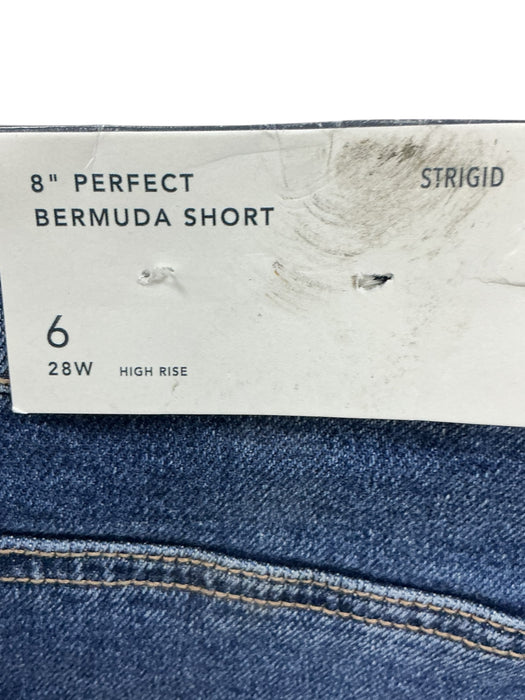 8" PERFECT
BERMUDA SHORT
STRIGID
6
28W
HIGH RISE